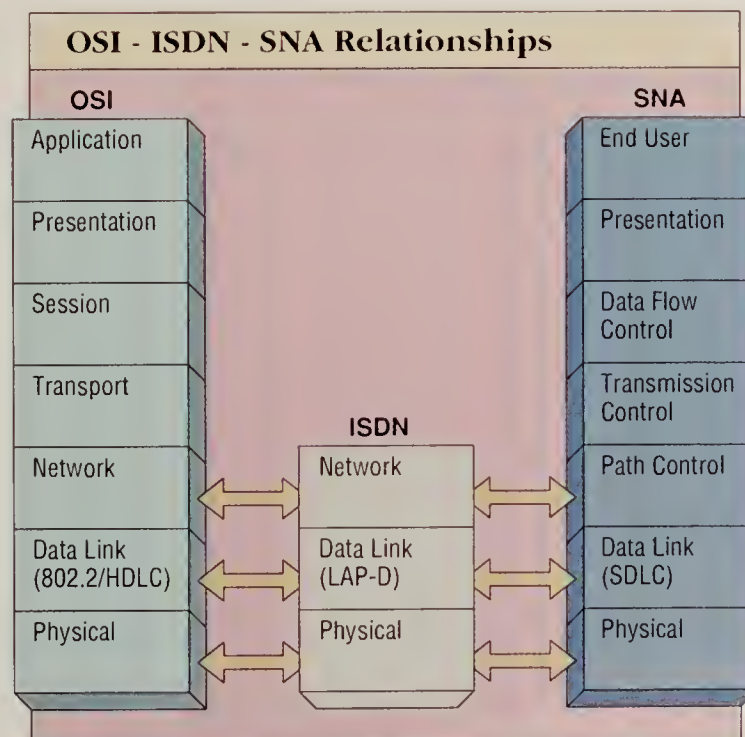 OSI - ISDN - SNA Relationships
OSI
Application
Presentation
Session
Transport
Network
Data Link
(802.2/HDLC)
Physical
ISDN
Network
Data Link
(LAP-D)
Physical
SNA
End User
Presentation
Data Flow
Control
Transmission
Control
Path Control
Data Link
(SDLC)
Physical